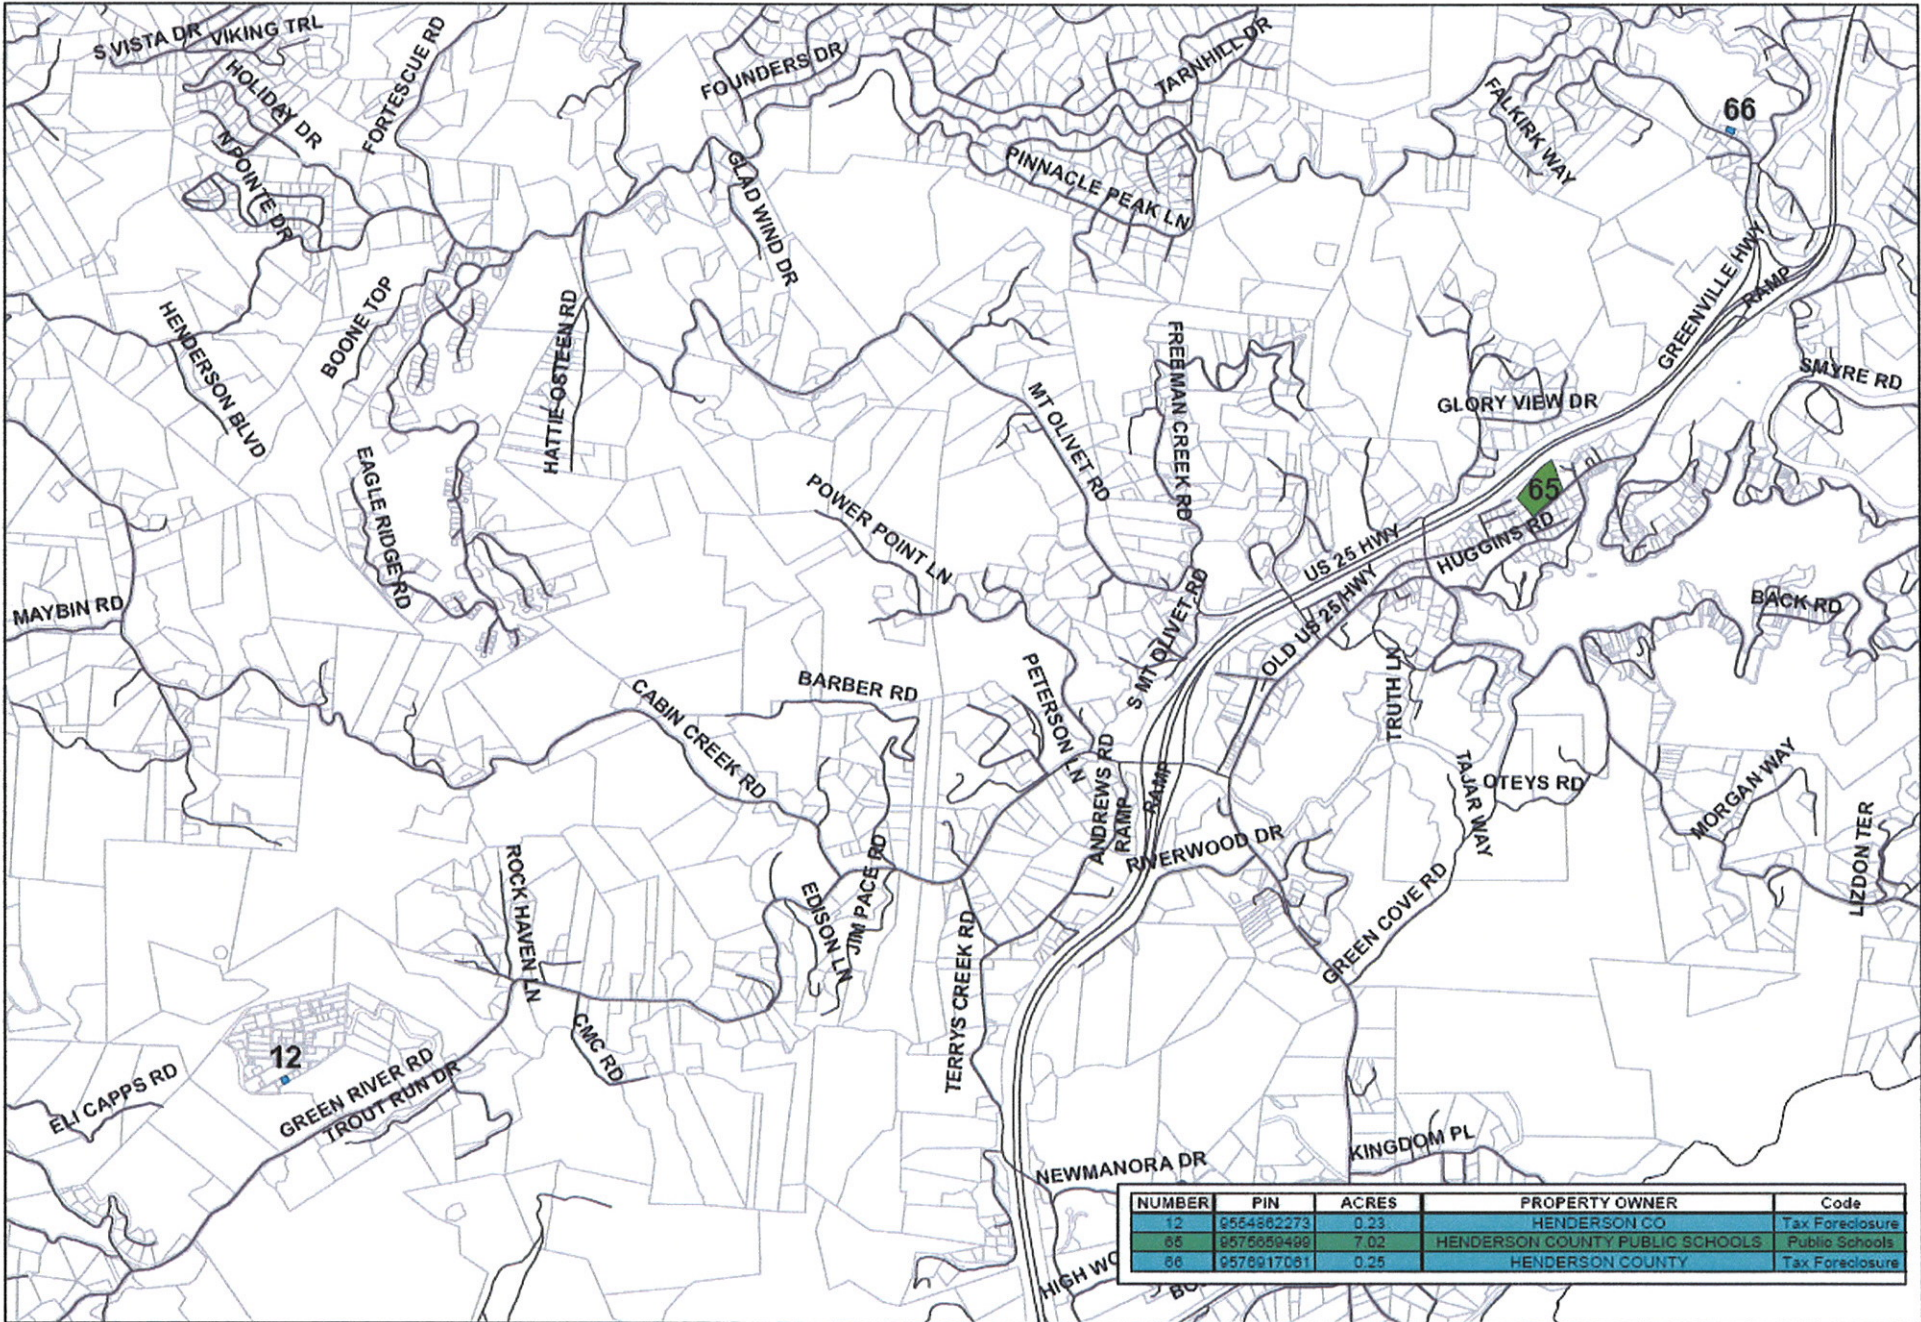 S VISTA DR
VIKING TRL
HOLIDAY DR
FORTESCUE RD
N POINTE DR
FOUNDERS DR
TARNHILL DR
FALKIRK WAY
66
GLAD WIND DR
PINNACLE PEAK LN
HENDERSON BLVD
BOONE TOP
HATTIE OSTEEN RD
GREENVILLE HWY
RAMP
SMYRE RD
MT OLIVET RD
FREEMAN CREEK RD
GLORY VIEW DR
EAGLE RIDGE RD
POWER POINT LN
65
US 25 HWY
HUGGINS RD
MAYBIN RD
BACK RD
S MT OLIVET RD
OLD US 25 HWY
TRUTH LN
BARBER RD
PETERSON LN
CABIN CREEK RD
ANDREWS RD
RAMP
RAMP
TAJAR WAY
OTEYS RD
MORGAN WAY
LIZDON TER
RIVERWOOD DR
ROCK HAVEN LN
EDISON LN
JIM PACE RD
GREEN COVE RD
TERRYS CREEK RD
12
CMC RD
ELI CAPPS RD
GREEN RIVER RD
TROUT RUN DR
KINGDOM PL
NEWMANORA DR
NUMBER PIN ACRES PROPERTY OWNER Code
12 9554862273 0.23 HENDERSON CO Tax Foreclosure
65 9575659499 7.02 HENDERSON COUNTY PUBLIC SCHOOLS Public Schools
66 9576917061 0.25 HENDERSON COUNTY Tax Foreclosure
HIGH